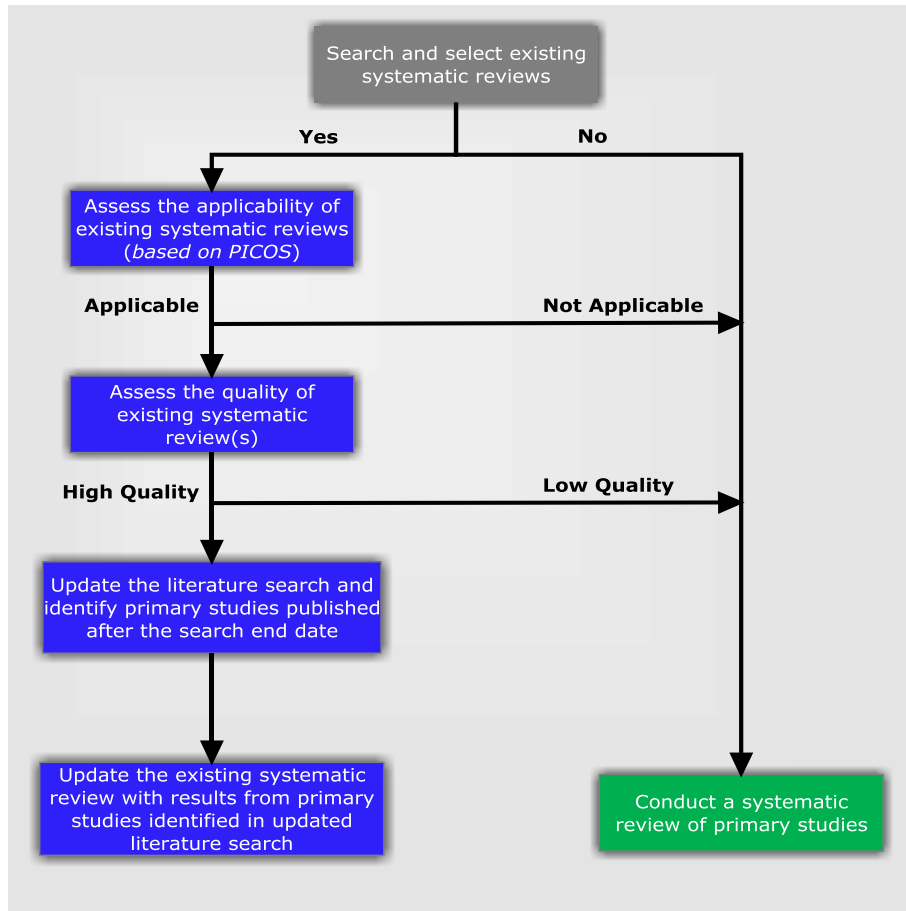 Search and select existing
systematic reviews
Yes
No
Assess the applicability of
existing systematic reviews
(based on PICOS)
Applicable
Not Applicable
Assess the quality of
existing systematic
review(s)
High Quality
Low Quality
Update the literature search and
identify primary studies published
after the search end date
Update the existing systematic
review with results from primary
studies identified in updated
literature search
Conduct a systematic
review of primary studies